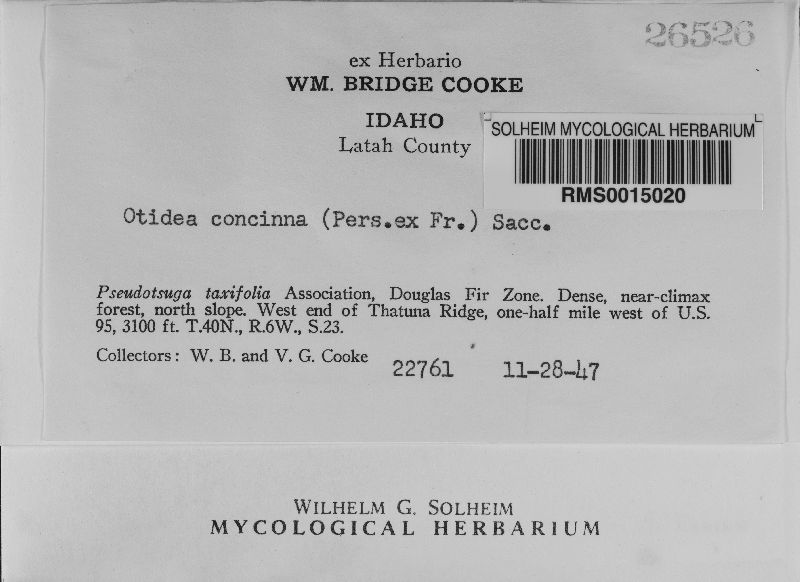 26526
ex Herbario
WM. BRIDGE COOKE
IDAHO
Latah County
SOLHEIM MYCOLOGICAL HERBARIUM
RMS0015020
Otidea concinna (Pers.ex Fr.) Sacc.
Pseudotsuga taxifolia Association, Douglas Fir Zone. Dense, near-climax
forest, north slope. West end of Thatuna Ridge, one-half mile west of U.S.
95, 3100 ft. T.40N., R.6W., S.23.
Collectors: W. B. and V. G. Cooke 22761 11-28-47
WILHELM G. SOLHEIM
MYCOLOGICAL HERBARIUM